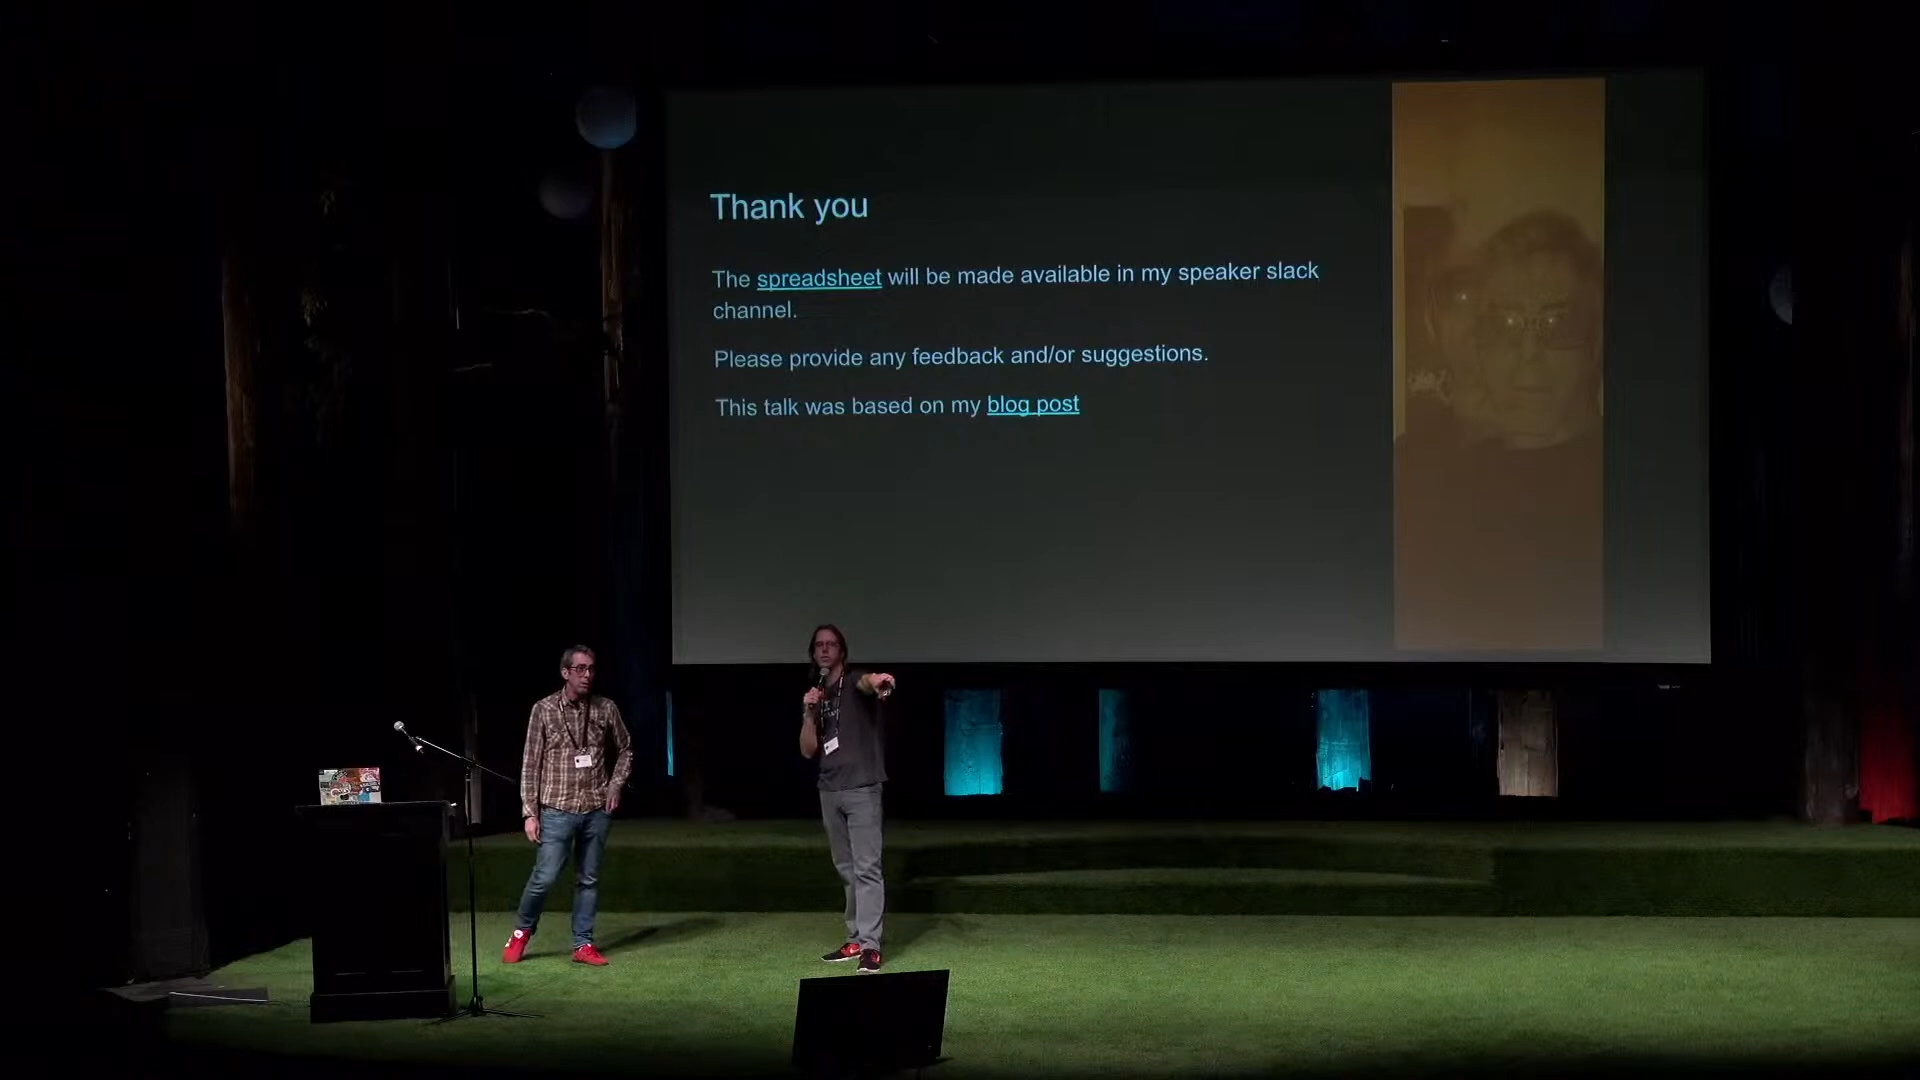 Thank you
The spreadsheet will be made available in my speaker slack
channel.
Please provide any feedback and/or suggestions.
This talk was based on my blog post